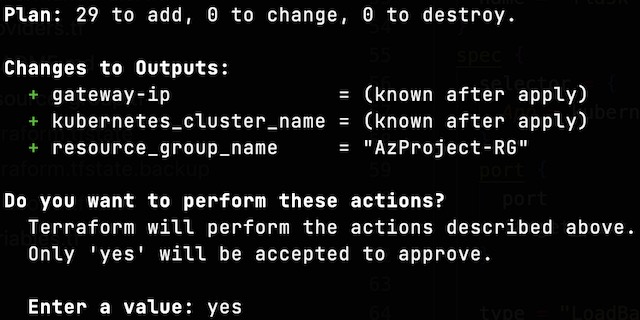 Plan: 29 to add, 0 to change, 0 to destroy.
Changes to Outputs:
+ gateway-ip = (known after apply)
+ kubernetes_cluster_name = (known after apply)
+ resource_group_name = "AzProject-RG"
Do you want to perform these actions?
Terraform will perform the actions described above.
Only 'yes' will be accepted to approve.
Enter a value: yes